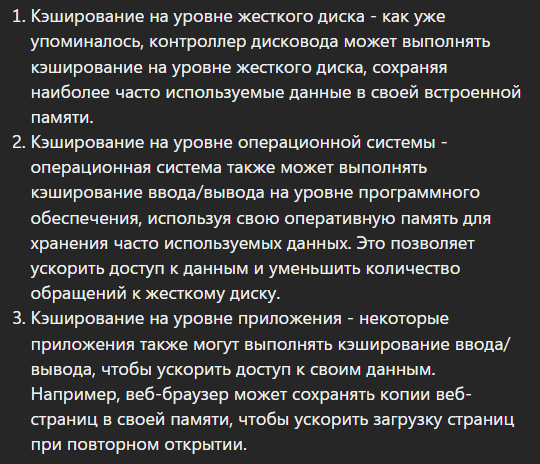 1. Кэширование на уровне жесткого диска - как уже
упоминалось, контроллер дисковода может выполнять
кэширование на уровне жесткого диска, сохраняя
наиболее часто используемые данные в своей встроенной
памяти.
2. Кэширование на уровне операционной системы -
операционная система также может выполнять
кэширование ввода/вывода на уровне программного
обеспечения, используя свою оперативную память для
хранения часто используемых данных. Это позволяет
ускорить доступ к данным и уменьшить количество
обращений к жесткому диску.
3. Кэширование на уровне приложения - некоторые
приложения также могут выполнять кэширование ввода/
вывода, чтобы ускорить доступ к своим данным.
Например, веб-браузер может сохранять копии веб-
страниц в своей памяти, чтобы ускорить загрузку страниц
при повторном открытии.